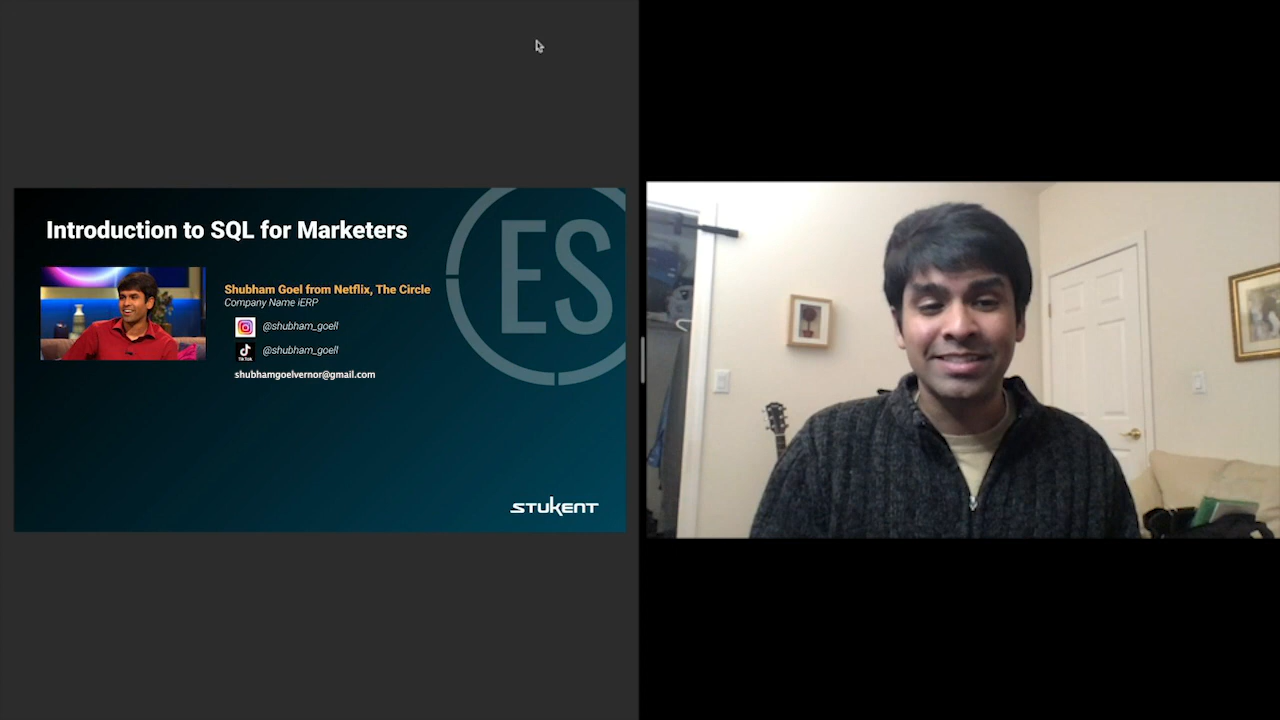 ES
Introduction to SQL for Marketers
Shubham Goel from Netflix, The Circle
Company Name iERP
@shubham_goell
TikTok
@shubham_goell
shubhamgoelvernor@gmail.com
STUKENT